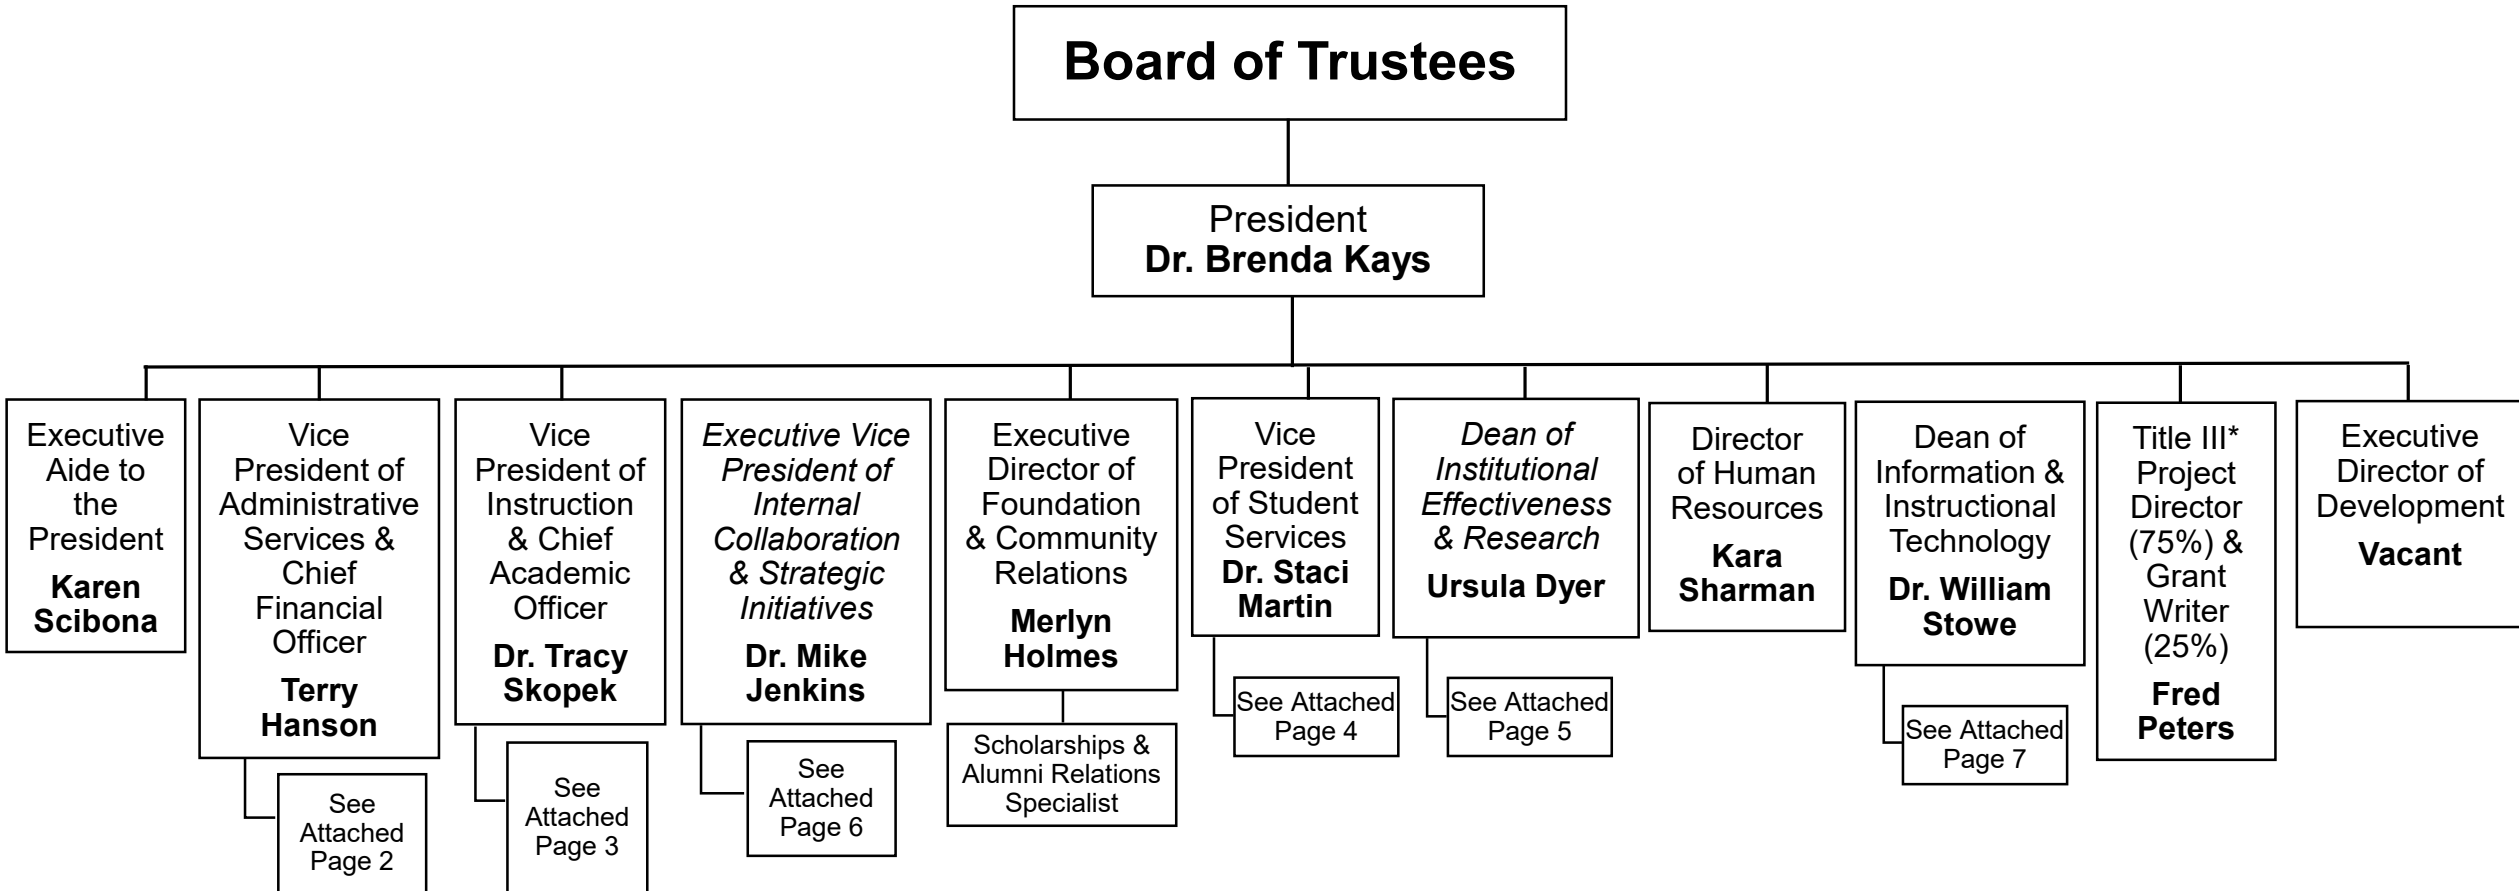 Board of Trustees
President
Dr. Brenda Kays
Executive
Aide to
the
President
Karen
Scibona
Vice
President of
Administrative
Services &
Chief
Financial
Officer
Terry
Hanson
See
Attached
Page 2
Vice
President of
Instruction
& Chief
Academic
Officer
Dr. Tracy
Skopek
See
Attached
Page 3
Executive Vice
President of
Internal
Collaboration
& Strategic
Initiatives
Dr. Mike
Jenkins
See
Attached
Page 6
Executive
Director of
Foundation
& Community
Relations
Merlyn
Holmes
Scholarships &
Alumni Relations
Specialist
Vice
President
of Student
Services
Dr. Staci
Martin
See Attached
Page 4
Dean of
Institutional
Effectiveness
& Research
Ursula Dyer
See Attached
Page 5
Director
of Human
Resources
Kara
Sharman
Dean of
Information &
Instructional
Technology
Dr. William
Stowe
See Attached
Page 7
Title III*
Project
Director
(75%) &
Grant
Writer
(25%)
Fred
Peters
Executive
Director of
Development
Vacant